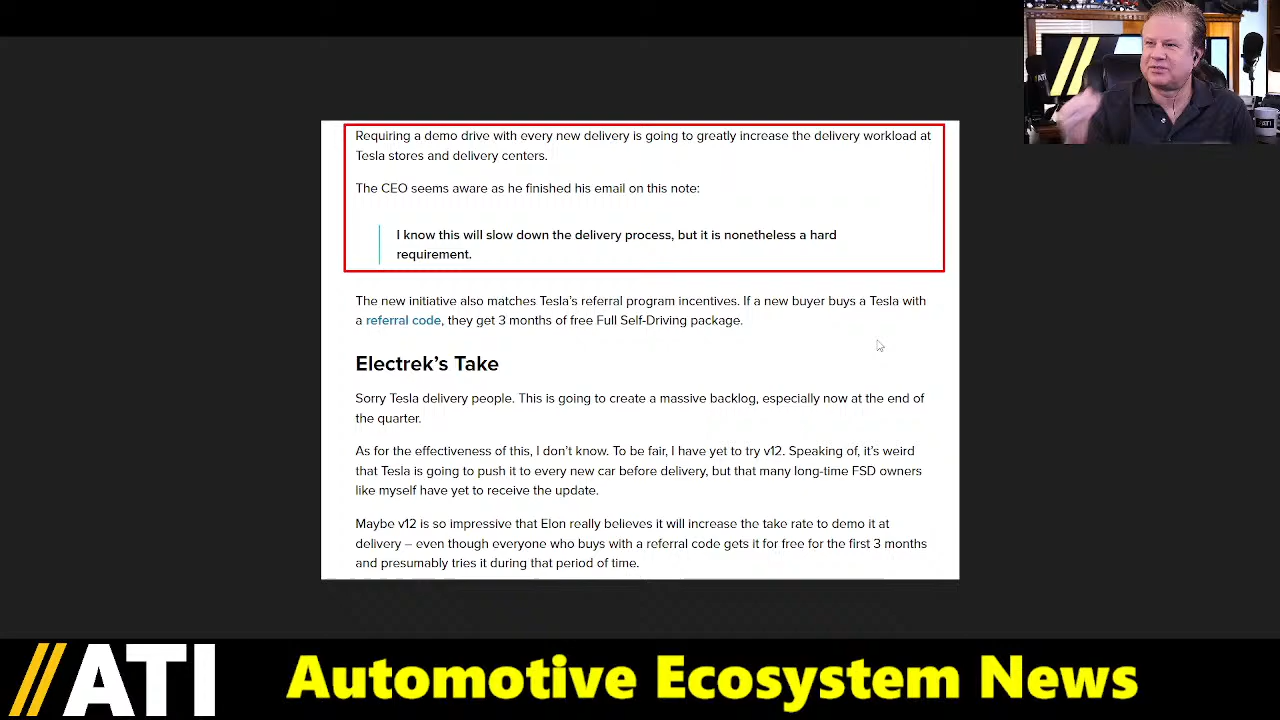 Requiring a demo drive with every new delivery is going to greatly increase the delivery workload at
Tesla stores and delivery centers.
The CEO seems aware as he finished his email on this note:
I know this will slow down the delivery process, but it is nonetheless a hard
requirement.
The new initiative also matches Tesla's referral program incentives. If a new buyer buys a Tesla with
a referral code, they get 3 months of free Full Self-Driving package.
Electrek's Take
Sorry Tesla delivery people. This is going to create a massive backlog, especially now at the end of
the quarter.
As for the effectiveness of this, I don't know. To be fair, I have yet to try v12. Speaking of, it's weird
that Tesla is going to push it to every new car before delivery, but that many long-time FSD owners
like myself have yet to receive the update.
Maybe v12 is so impressive that Elon really believes it will increase the take rate to demo it at
delivery – even though everyone who buys with a referral code gets it for free for the first 3 months
and presumably tries it during that period of time.
//ATI Automotive Ecosystem News